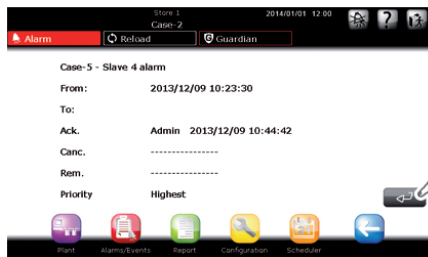 Store 1 2014/01/01 12:00
Case-2
Alarm Reload Guardian
Case-5 - Slave 4 alarm
From: 2013/12/09 10:23:30
To:
Ack. Admin 2013/12/09 10:44:42
Canc. ----------------
Rem. ----------------
Priority Highest
Plant Alarms/Events Report Configuration Scheduler